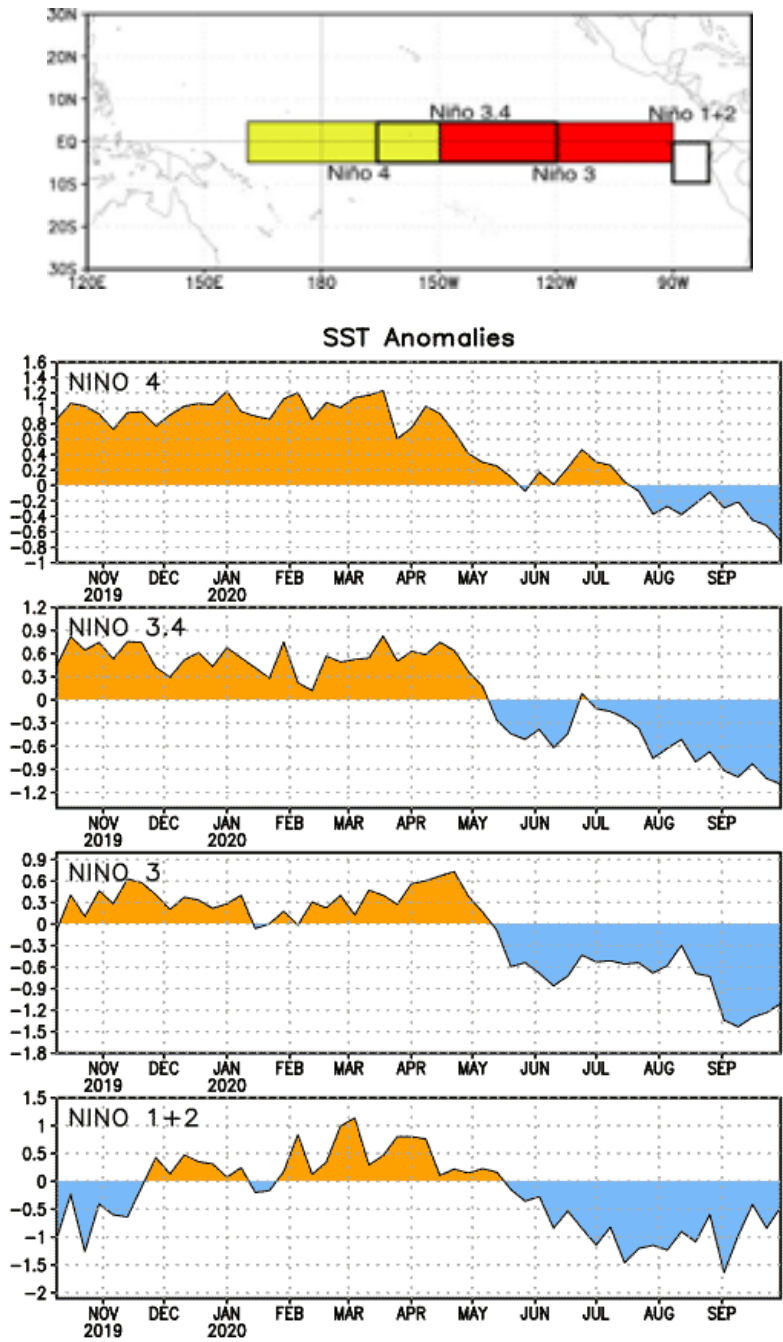 30N
20N
10N
EQ
10S
20S
30S
120E 150E 180 150W 120W 90W
Niño 3.4
Niño 1+2
Niño 4
Niño 3
SST Anomalies
NINO 4
1.6
1.4
1.2
1
0.8
0.6
0.4
0.2
0
-0.2
-0.4
-0.6
-0.8
-1
NOV DEC JAN FEB MAR APR MAY JUN JUL AUG SEP
2019 2020
NINO 3.4
1.2
0.9
0.6
0.3
0
-0.3
-0.6
-0.9
-1.2
NOV DEC JAN FEB MAR APR MAY JUN JUL AUG SEP
2019 2020
NINO 3
0.9
0.6
0.3
0
-0.3
-0.6
-0.9
-1.2
-1.5
-1.8
NOV DEC JAN FEB MAR APR MAY JUN JUL AUG SEP
2019 2020
NINO 1+2
1.5
1
0.5
0
-0.5
-1
-1.5
-2
NOV DEC JAN FEB MAR APR MAY JUN JUL AUG SEP
2019 2020